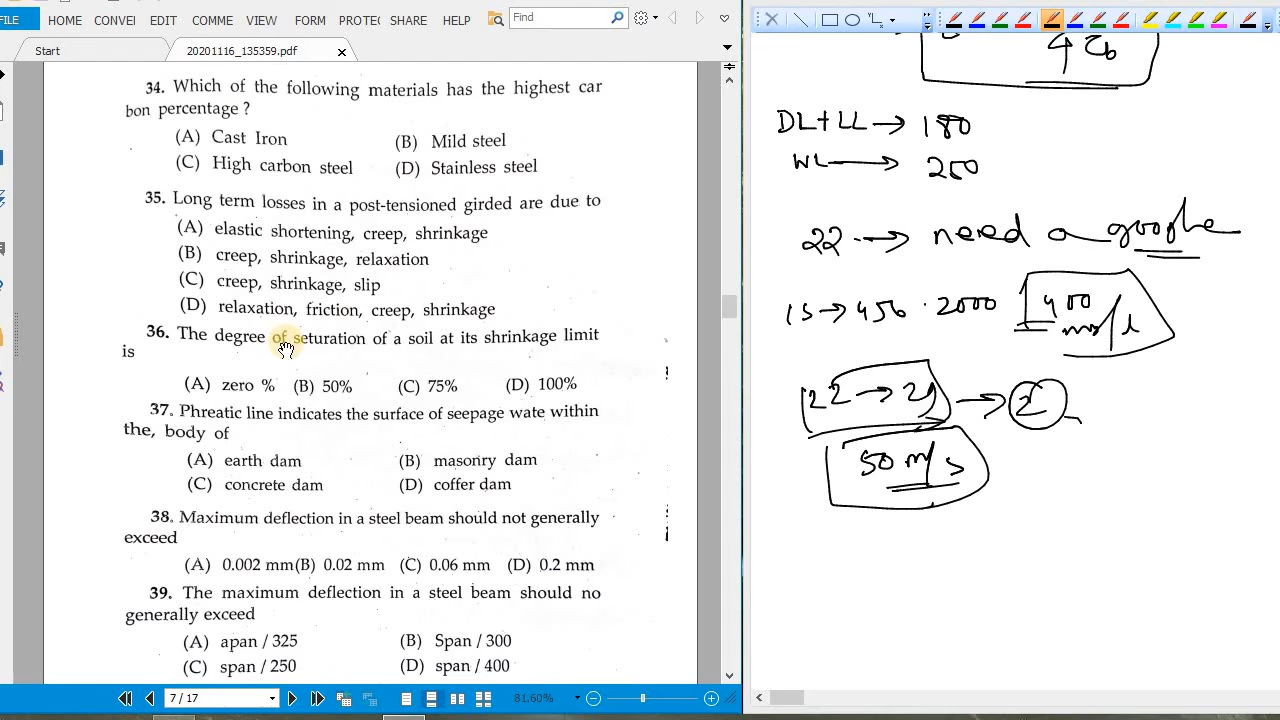 FILE HOME CONVEI EDIT COMME VIEW FORM PROTEC SHARE HELP Find
Start 20201116_135359.pdf
34. Which of the following materials has the highest car
bon percentage ?
(A) Cast Iron (B) Mild steel
(C) High carbon steel (D) Stainless steel
35. Long term losses in a post-tensioned girded are due to
(A) elastic shortening, creep, shrinkage
(B) creep, shrinkage, relaxation
(C) creep, shrinkage, slip
(D) relaxation, friction, creep, shrinkage
36. The degree of seturation of a soil at its shrinkage limit
is
(A) zero % (B) 50% (C) 75% (D) 100%
37. Phreatic line indicates the surface of seepage wate within
the, body of
(A) earth dam (B) masonry dam
(C) concrete dam (D) coffer dam
38. Maximum deflection in a steel beam should not generally
exceed
(A) 0.002 mm (B) 0.02 mm (C) 0.06 mm (D) 0.2 mm
39. The maximum deflection in a steel beam should no
generally exceed
(A) apan / 325 (B) Span / 300
(C) span / 250 (D) span / 400
7 / 17 81.60%
DL+LL → 180
WL → 250
22 → need a google
IS → 456 . 2000 400
50 m/s